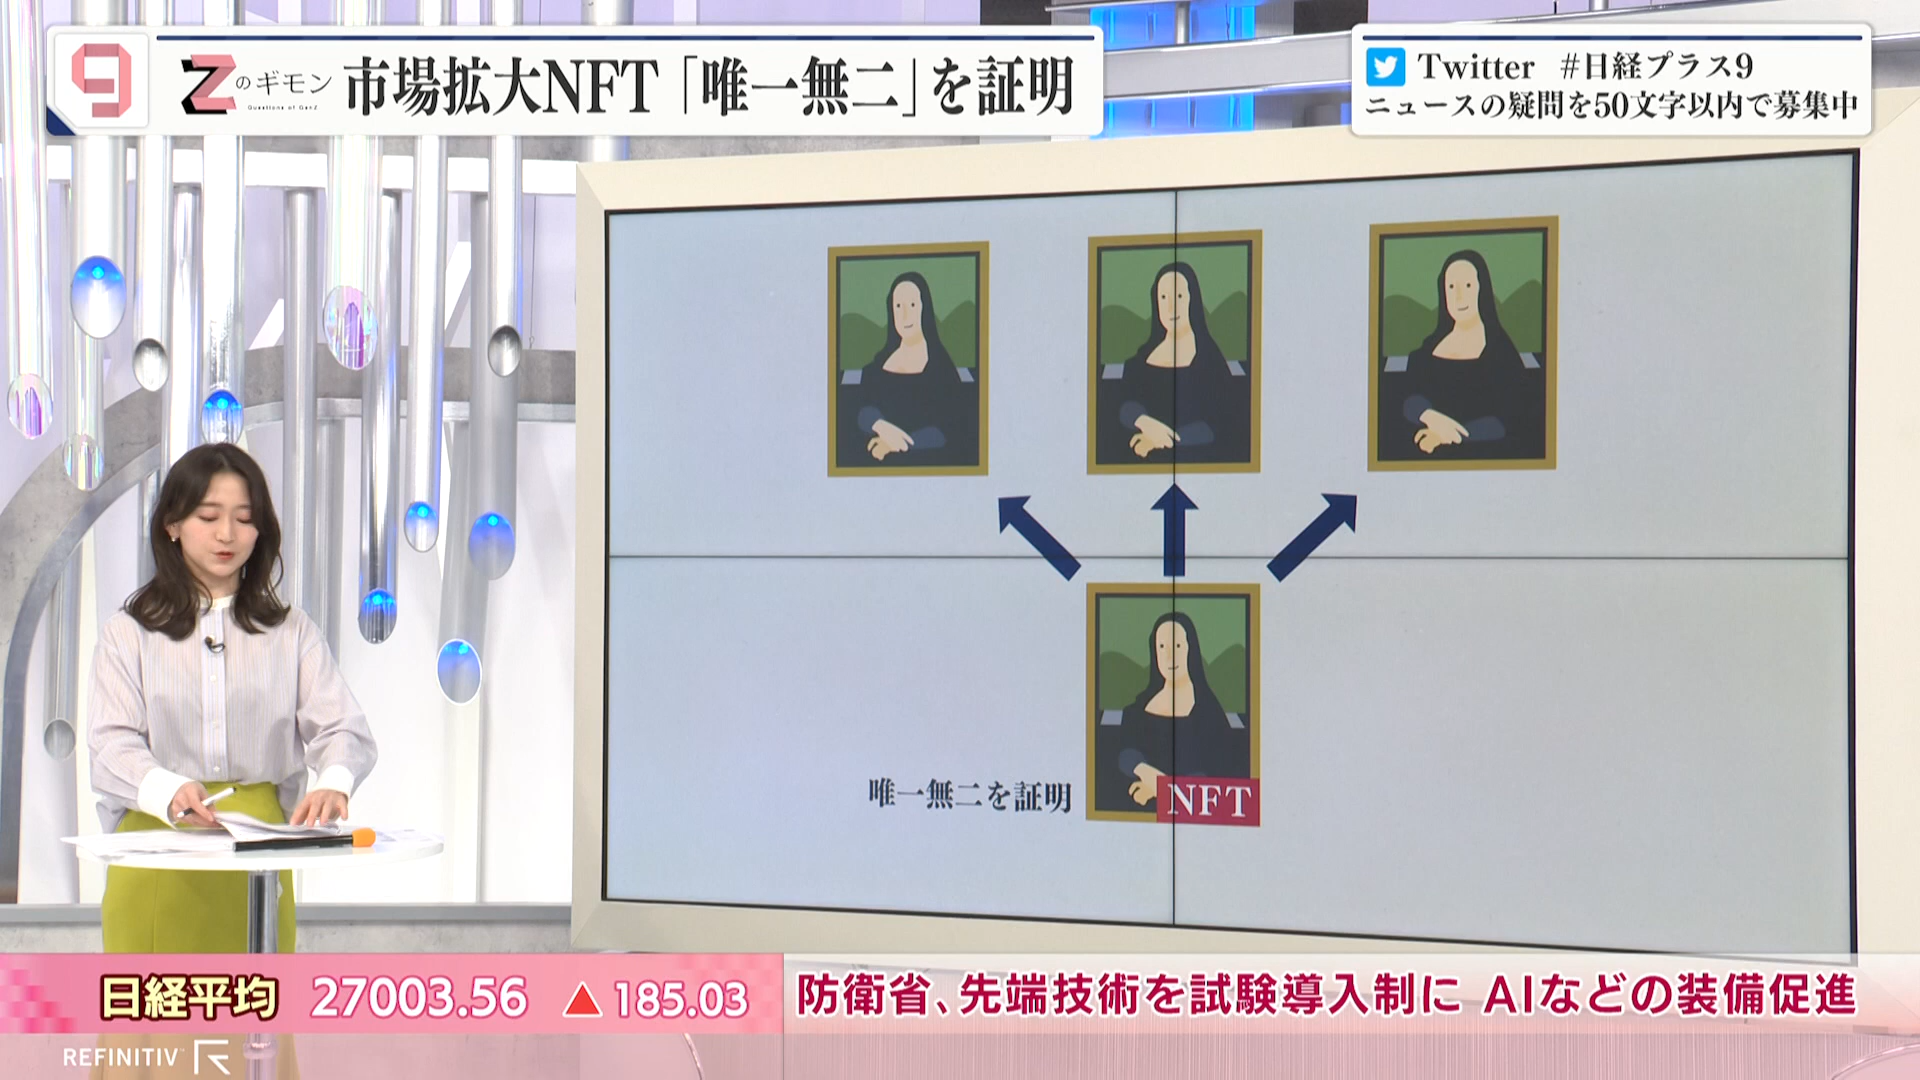 9
Zのギモン
Questions of GenZ
市場拡大NFT「唯一無二」を証明
Twitter #日経プラス9
ニュースの疑問を50文字以内で募集中
唯一無二を証明
NFT
日経平均 27003.56 ▲ 185.03
防衛省、先端技術を試験導入制に AIなどの装備促進
REFINITIV